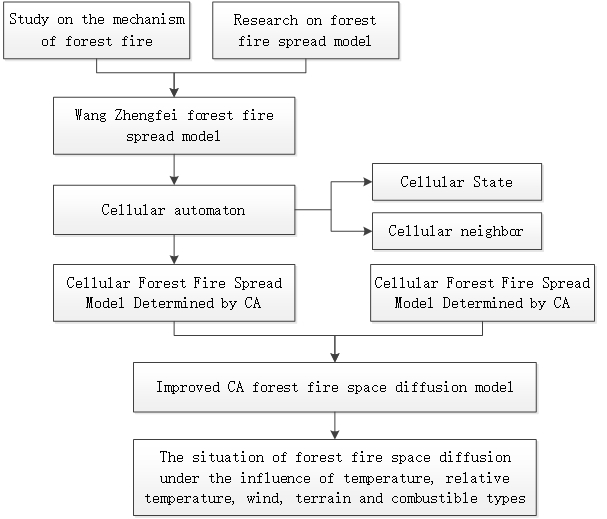 Study on the mechanism
of forest fire
Research on forest
fire spread model
Wang Zhengfei forest fire
spread model
Cellular automaton
Cellular State
Cellular neighbor
Cellular Forest Fire Spread
Model Determined by CA
Cellular Forest Fire Spread
Model Determined by CA
Improved CA forest fire space diffusion model
The situation of forest fire space diffusion
under the influence of temperature, relative
temperature, wind, terrain and combustible types